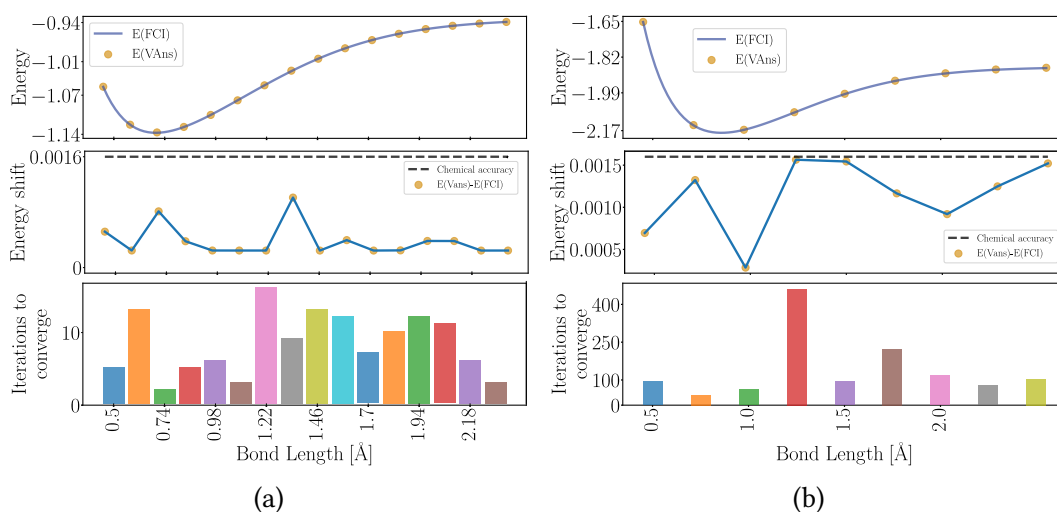 −0.94
−1.01
−1.07
−1.14
Energy
E(FCI)
E(VAns)
0.0016
0
Energy shift
Chemical accuracy
E(Vans)-E(FCI)
10
0
Iterations to
converge
0.5
0.74
0.98
1.22
1.46
1.7
1.94
2.18
Bond Length [Å]
(a)
−1.65
−1.82
−1.99
−2.17
Energy
E(FCI)
E(VAns)
0.0015
0.0010
0.0005
Energy shift
Chemical accuracy
E(Vans)-E(FCI)
400
250
100
0
Iterations to
converge
0.5
1.0
1.5
2.0
Bond Length [Å]
(b)